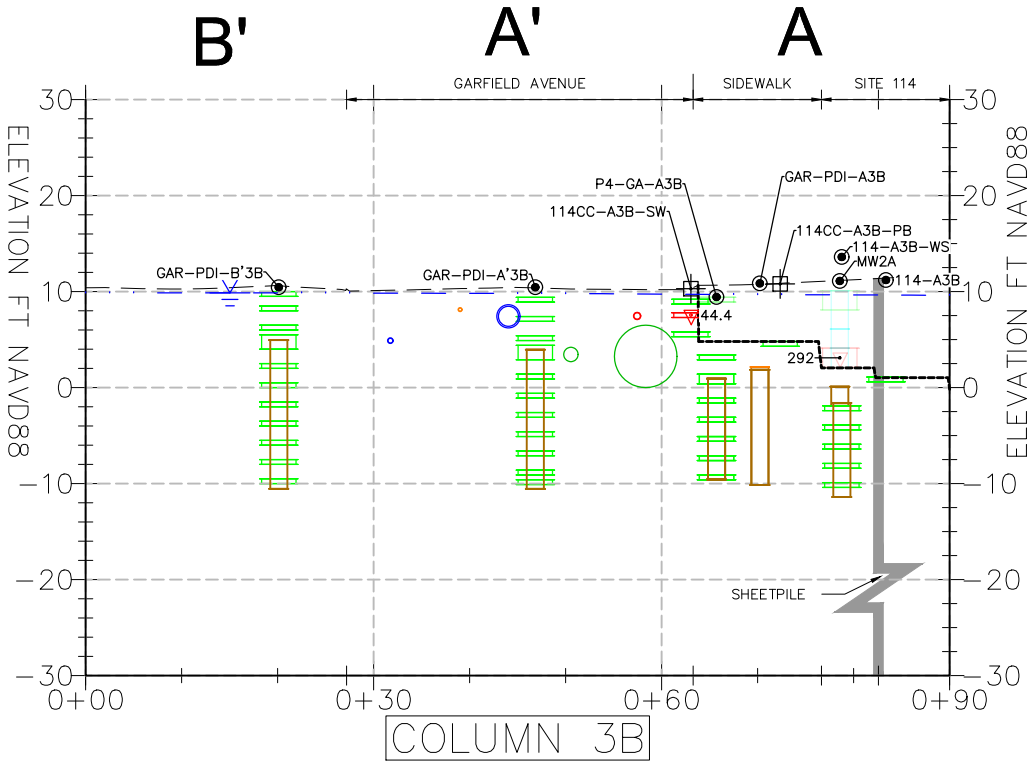 B' A' A
GARFIELD AVENUE SIDEWALK SITE 114
30 30
ELEVATION FT NAVD88
ELEVATION FT NAVD88
20 20
P4-GA-A3B GAR-PDI-A3B
114CC-A3B-SW
114CC-A3B-PB
114-A3B-WS
MW2A
GAR-PDI-B'3B GAR-PDI-A'3B 114-A3B
10 10
44.4
292
0 0
-10 -10
-20 -20
SHEETPILE
-30 -30
0+00 0+30 0+60 0+90
COLUMN 3B